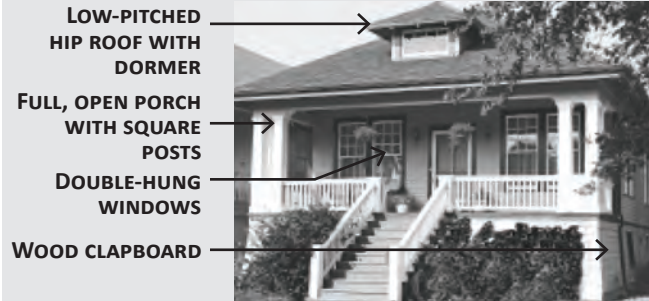 LOW-PITCHED
HIP ROOF WITH
DORMER
FULL, OPEN PORCH
WITH SQUARE
POSTS
DOUBLE-HUNG
WINDOWS
WOOD CLAPBOARD